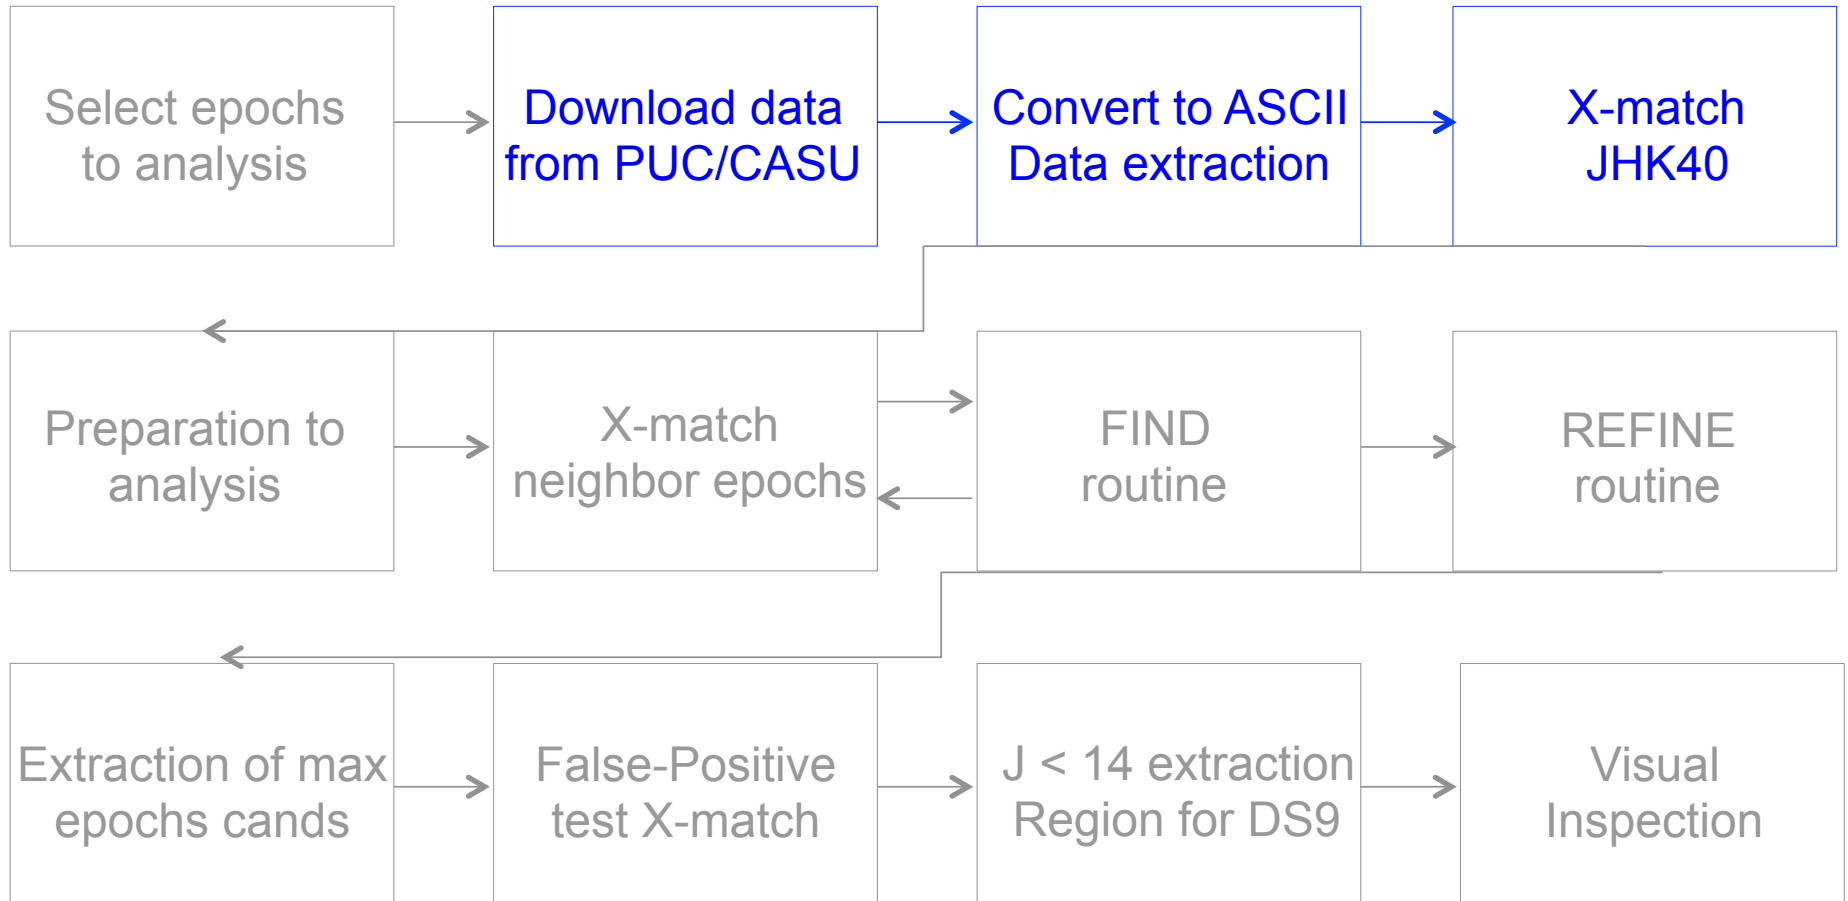 Select epochs
to analysis
Download data
from PUC/CASU
Convert to ASCII
Data extraction
X-match
JHK40
Preparation to
analysis
X-match
neighbor epochs
FIND
routine
REFINE
routine
Extraction of max
epochs cands
False-Positive
test X-match
J < 14 extraction
Region for DS9
Visual
Inspection